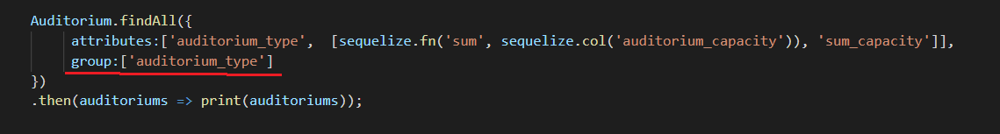 Auditorium.findAll({
attributes:['auditorium_type',  [sequelize.fn('sum', sequelize.col('auditorium_capacity')), 'sum_capacity']],
group:['auditorium_type']
})
.then(auditoriums => print(auditoriums));